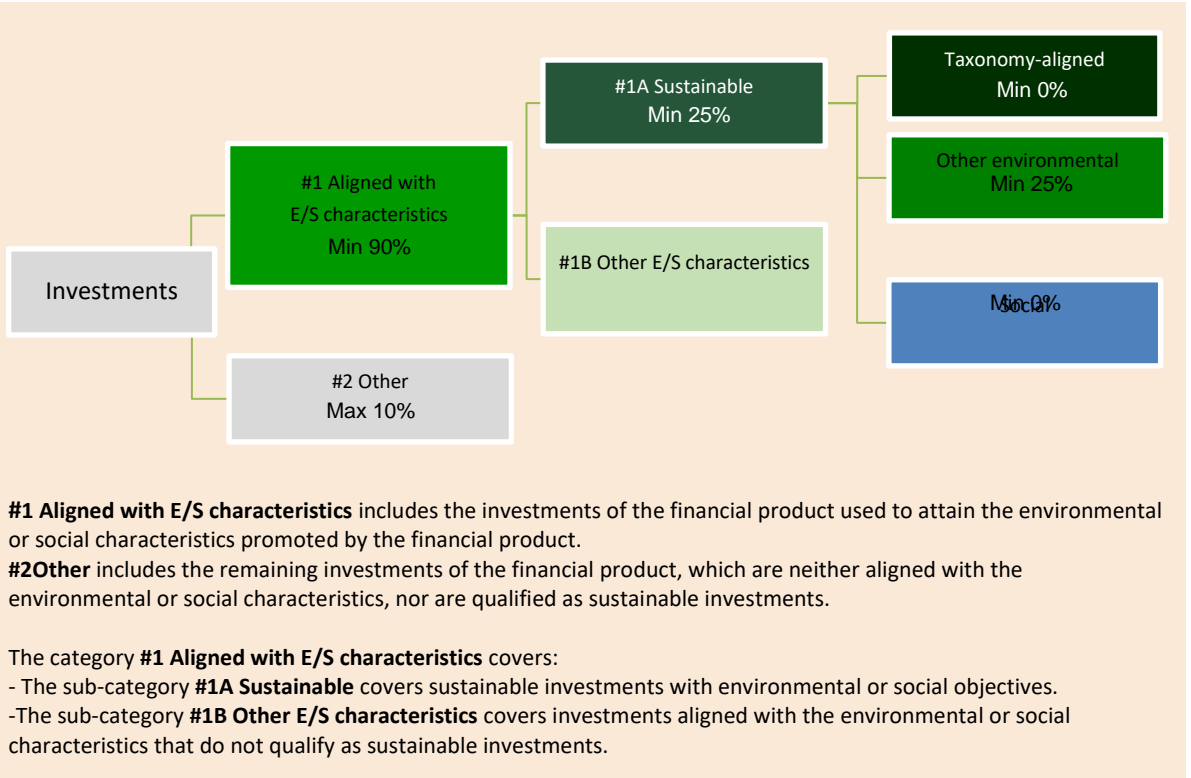 Taxonomy-aligned
Min 0%
#1A Sustainable
Min 25%
Other environmental
Min 25%
#1 Aligned with
E/S characteristics
Min 90%
#1B Other E/S characteristics
Investments
Min 0%
Social
#2 Other
Max 10%
#1 Aligned with E/S characteristics includes the investments of the financial product used to attain the environmental
or social characteristics promoted by the financial product.
#2Other includes the remaining investments of the financial product, which are neither aligned with the
environmental or social characteristics, nor are qualified as sustainable investments.
The category #1 Aligned with E/S characteristics covers:
- The sub-category #1A Sustainable covers sustainable investments with environmental or social objectives.
-The sub-category #1B Other E/S characteristics covers investments aligned with the environmental or social
characteristics that do not qualify as sustainable investments.